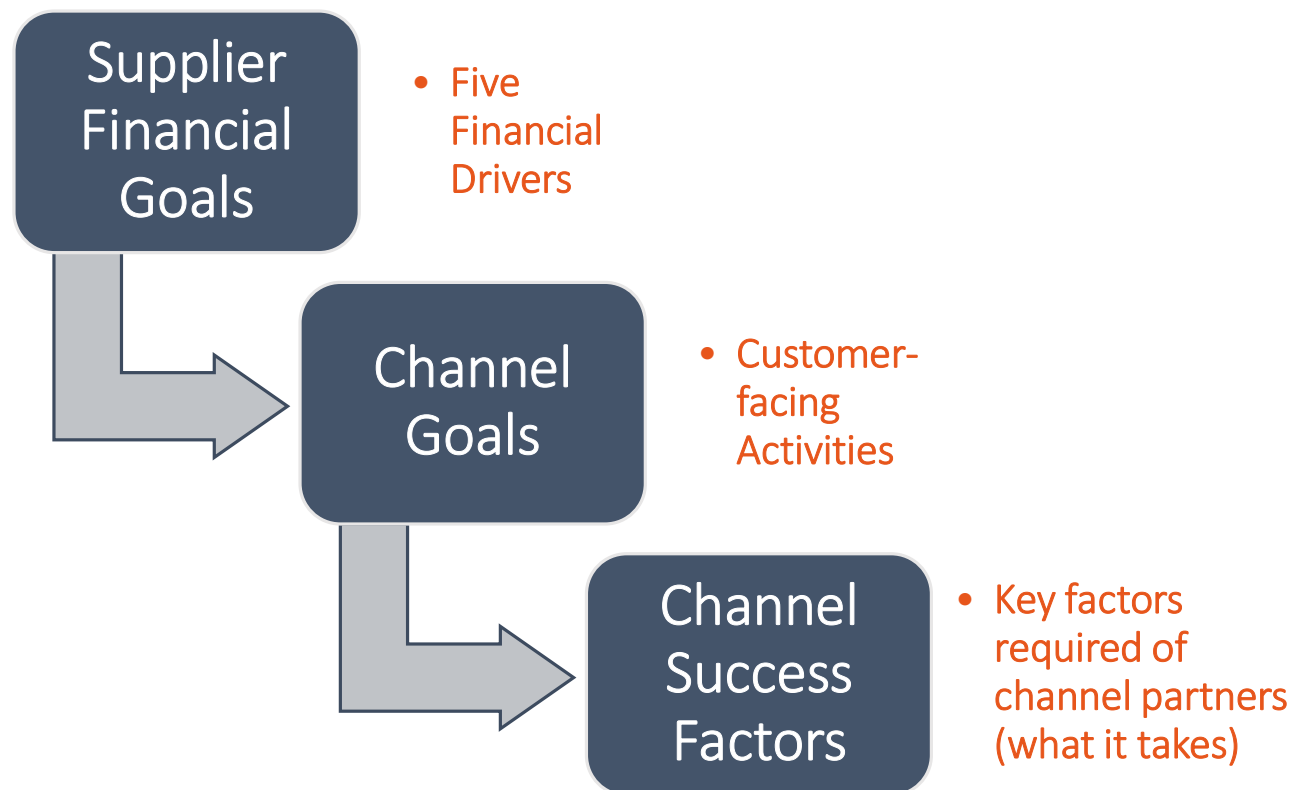 Supplier
Financial
Goals
• Five
Financial
Drivers
Channel
Goals
• Customer-
facing
Activities
Channel
Success
Factors
• Key factors
required of
channel partners
(what it takes)